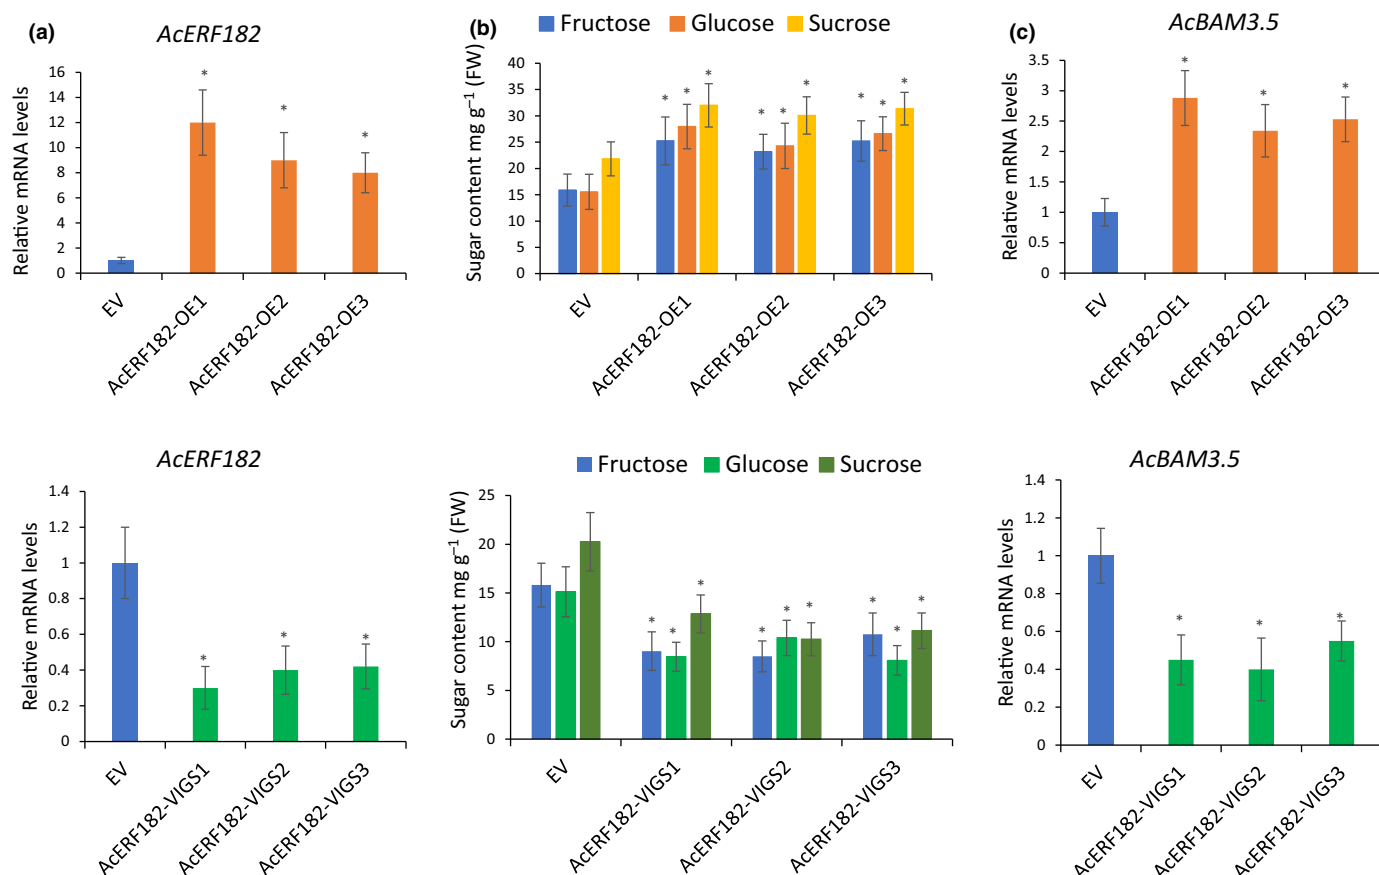 (a)
AcERF182
Relative mRNA levels
16
14
12
10
8
6
4
2
0
*
*
*
EV
AcERF182-OE1
AcERF182-OE2
AcERF182-OE3
(b)
Fructose Glucose Sucrose
Sugar content mg g⁻¹ (FW)
40
35
30
25
20
15
10
5
0
* * *
* * *
* * *
EV
AcERF182-OE1
AcERF182-OE2
AcERF182-OE3
(c)
AcBAM3.5
Relative mRNA levels
3.5
3
2.5
2
1.5
1
0.5
0
*
*
*
EV
AcERF182-OE1
AcERF182-OE2
AcERF182-OE3
AcERF182
Relative mRNA levels
1.4
1.2
1
0.8
0.6
0.4
0.2
0
*
*
*
EV
AcERF182-VIGS1
AcERF182-VIGS2
AcERF182-VIGS3
Fructose Glucose Sucrose
Sugar content mg g⁻¹ (FW)
25
20
15
10
15
0
* * *
* * *
* * *
EV
AcERF182-VIGS1
AcERF182-VIGS2
AcERF182-VIGS3
AcBAM3.5
Relative mRNA levels
1.4
1.2
1
0.8
0.6
0.4
0.2
0
*
*
*
EV
AcERF182-VIGS1
AcERF182-VIGS2
AcERF182-VIGS3